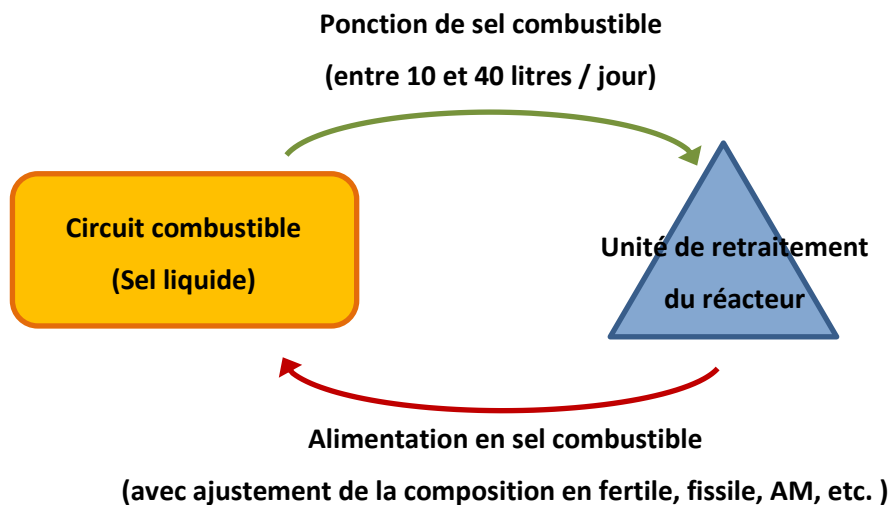 Ponction de sel combustible
(entre 10 et 40 litres / jour)
Circuit combustible
(Sel liquide)
Unité de retraitement
du réacteur
Alimentation en sel combustible
(avec ajustement de la composition en fertile, fissile, AM, etc. )